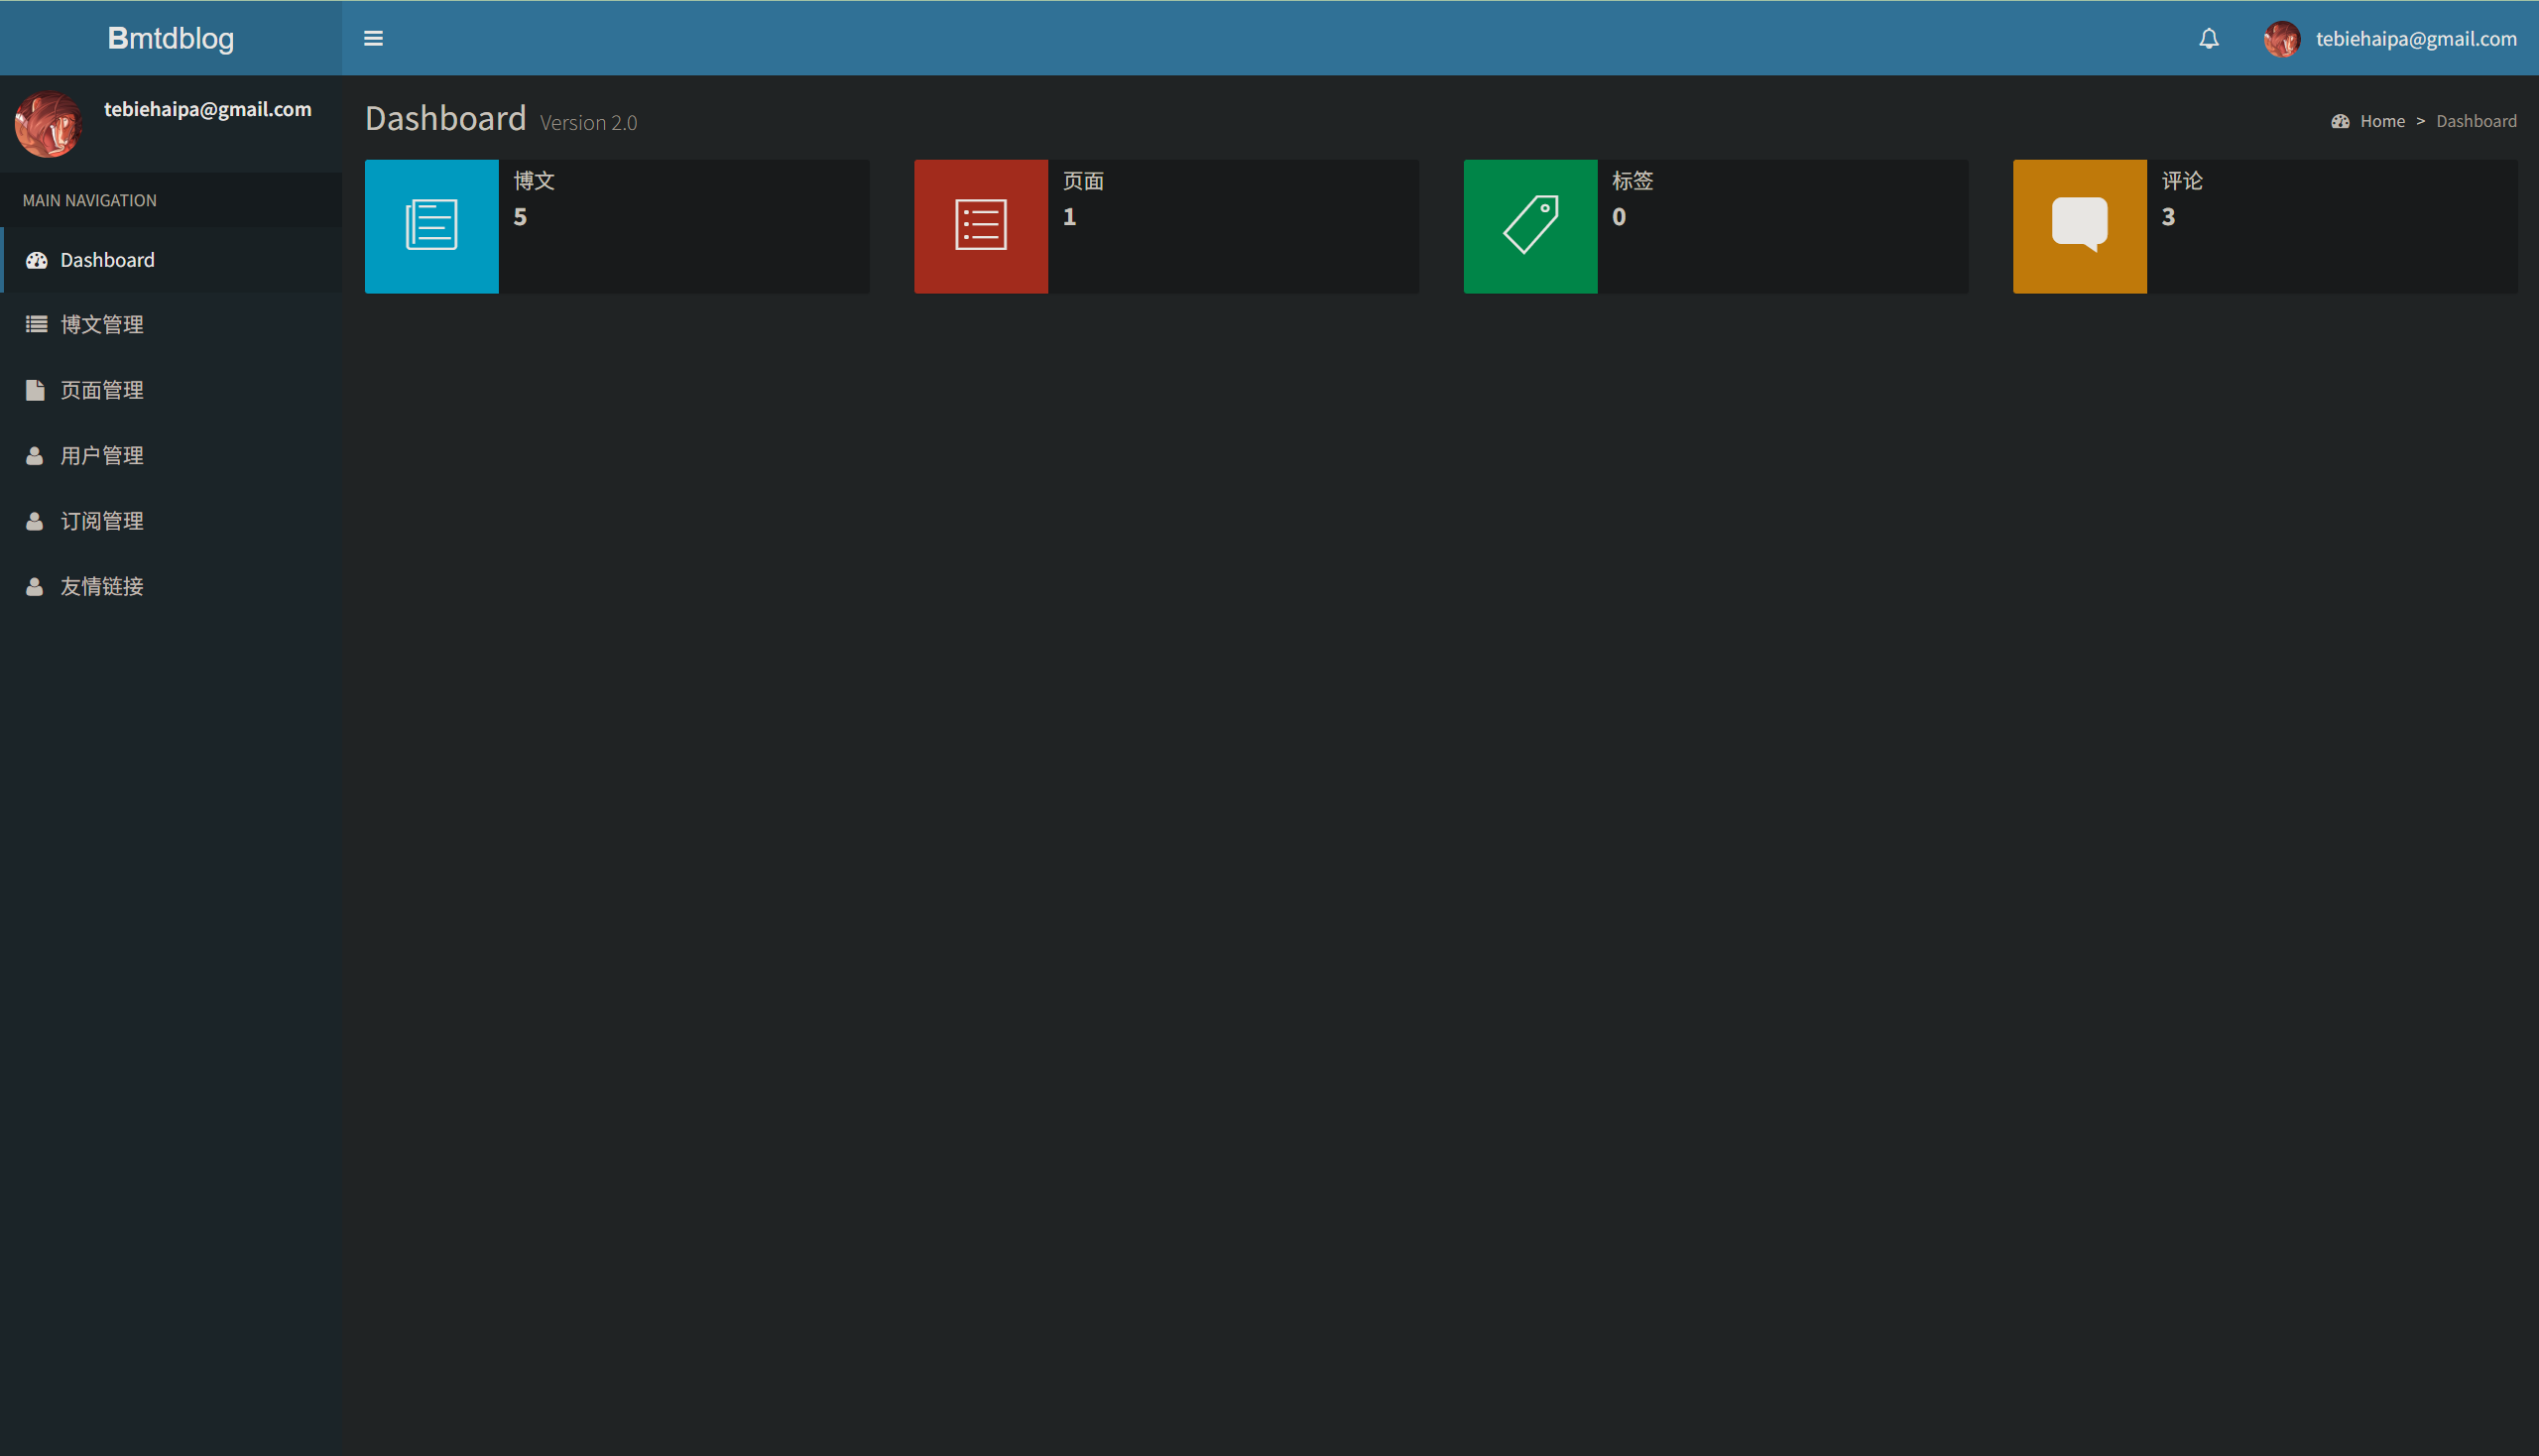 Bmtdblog
tebiehaipa@gmail.com
tebiehaipa@gmail.com
MAIN NAVIGATION
Dashboard
博文管理
页面管理
用户管理
订阅管理
友情链接
Dashboard Version 2.0
Home > Dashboard
博文
5
页面
1
标签
0
评论
3